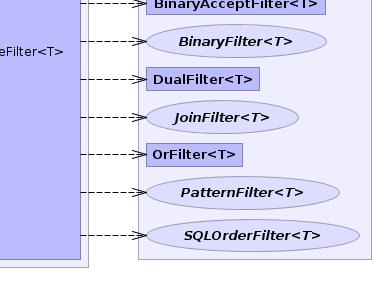 BinaryAcceptFilter<T>
BinaryFilter<T>
eFilter<T>
DualFilter<T>
JoinFilter<T>
OrFilter<T>
PatternFilter<T>
SQLOrderFilter<T>